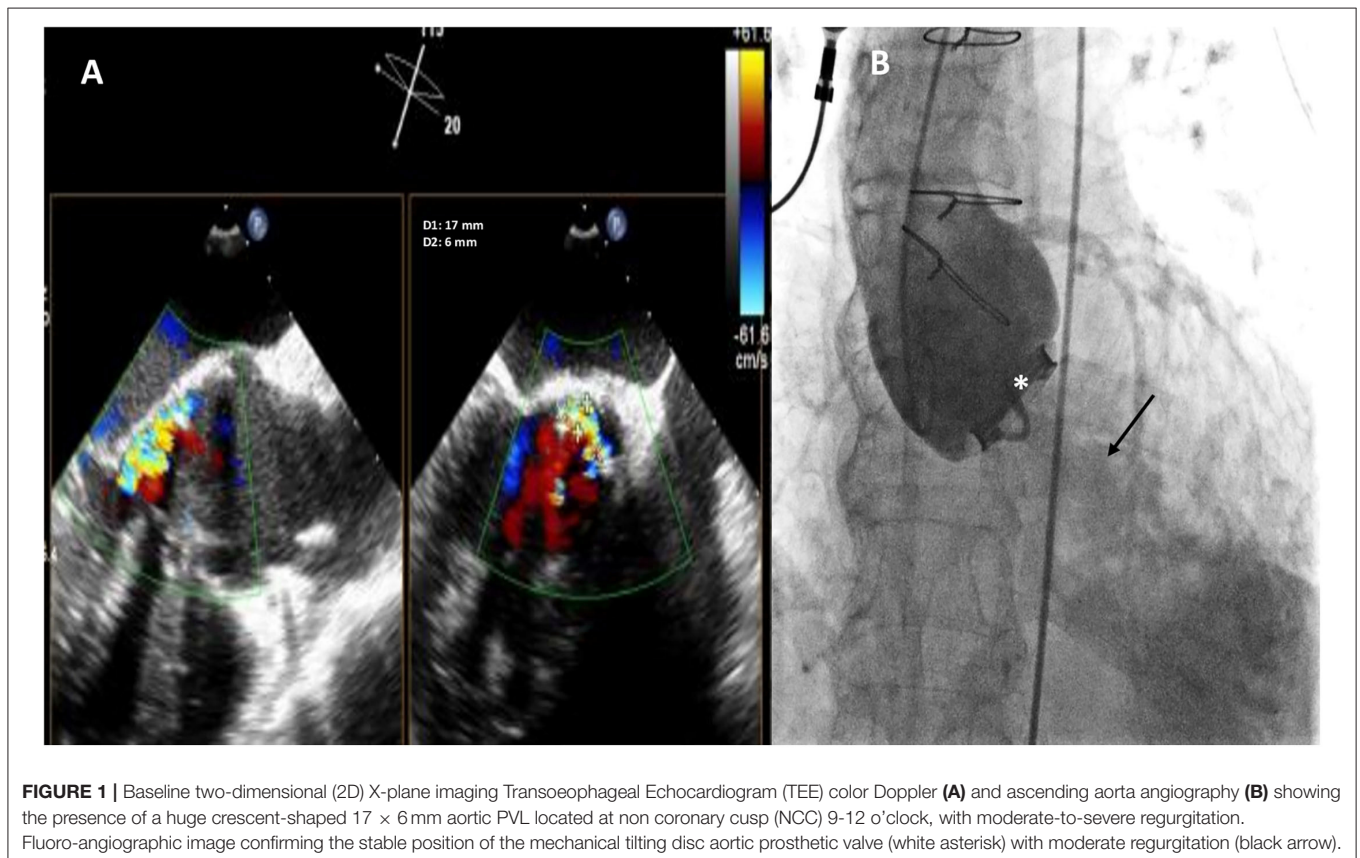 A
B
115
20
+61.6
-61.6
cm/s
D1: 17 mm
D2: 6 mm
P
P
*
FIGURE 1 | Baseline two-dimensional (2D) X-plane imaging Transoeophageal Echocardiogram (TEE) color Doppler (A) and ascending aorta angiography (B) showing
the presence of a huge crescent-shaped 17 × 6 mm aortic PVL located at non coronary cusp (NCC) 9-12 o'clock, with moderate-to-severe regurgitation.
Fluoro-angiographic image confirming the stable position of the mechanical tilting disc aortic prosthetic valve (white asterisk) with moderate regurgitation (black arrow).